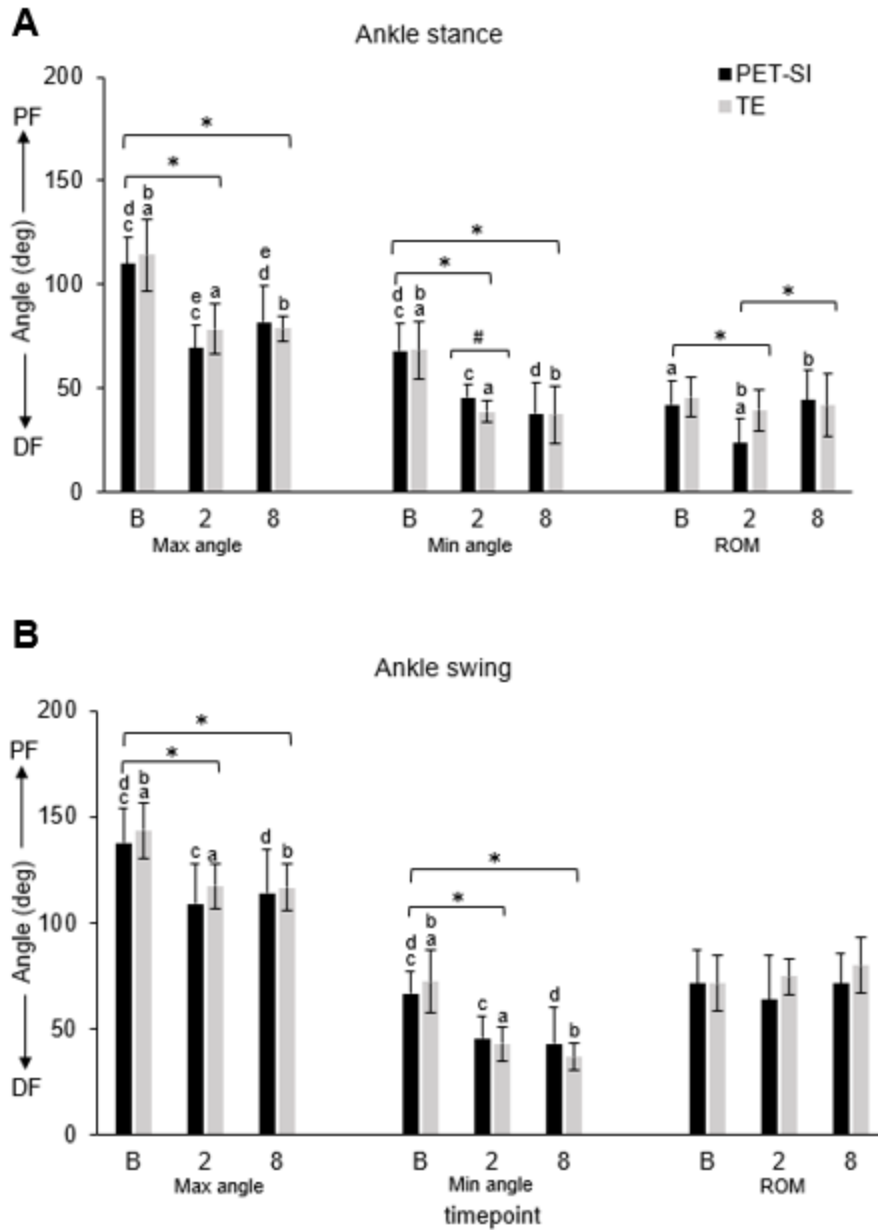 A
Ankle stance
PET-SI
TE
200
150
100
50
0
PF
Angle (deg)
DF
*
*
d
c
b
a
e
c
a
e
d
b
*
*
#
d
c
b
a
c
a
d
b
*
*
a
b
a
b
B 2 8 B 2 8 B 2 8
Max angle Min angle ROM
B
Ankle swing
200
150
100
50
0
PF
Angle (deg)
DF
*
*
d
c
b
a
c
a
d
b
*
*
d
c
b
a
c
a
d
b
B 2 8 B 2 8 B 2 8
Max angle Min angle ROM
timepoint